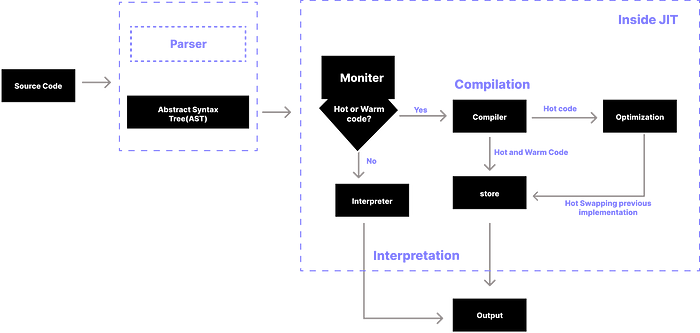 Inside JIT
Parser
Moniter
Source Code
Abstract Syntax
Tree(AST)
Hot or Warm
code?
Yes
Compilation
Compiler
Hot code
Optimization
No
Hot and Warm Code
Interpreter
store
Hot Swapping previous
implementation
Interpretation
Output